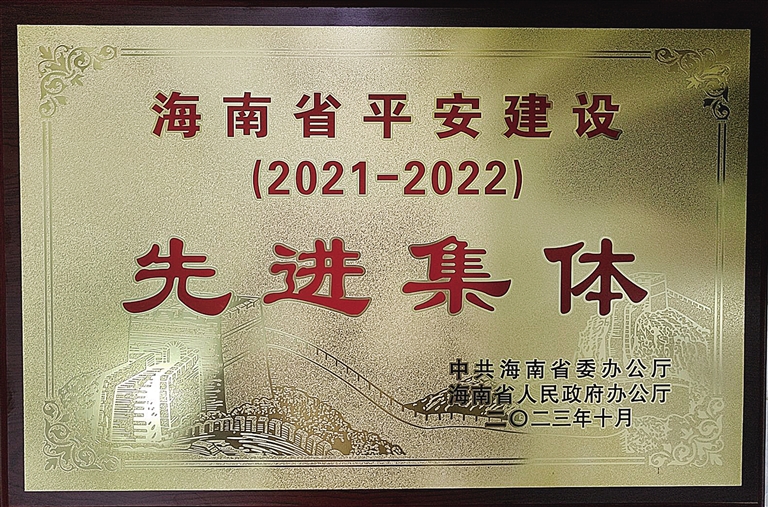 海南省平安建设
(2021-2022)
先进集体
中共海南省委办公厅
海南省人民政府办公厅
二〇二三年十月